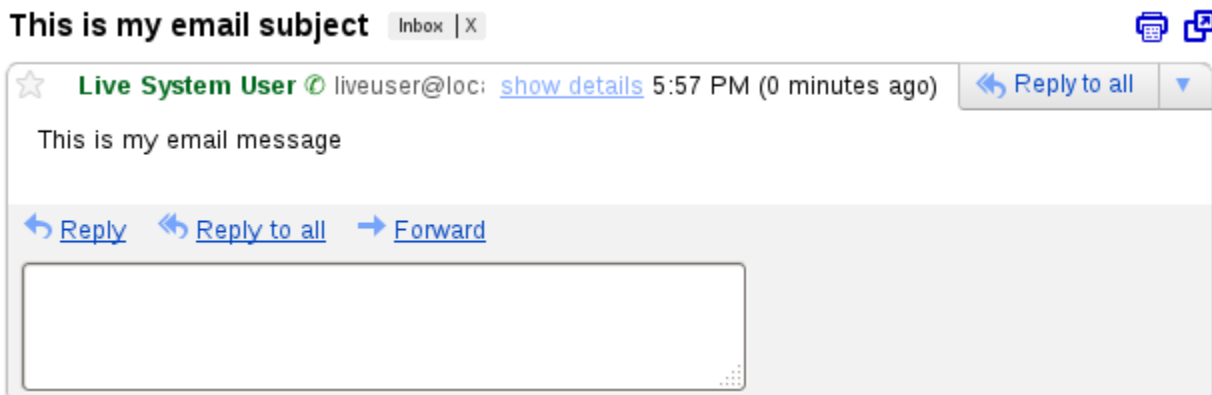 This is my email subject Inbox | X
Live System User ✆ liveuser@loc show details 5:57 PM (0 minutes ago) Reply to all
This is my email message
Reply Reply to all Forward